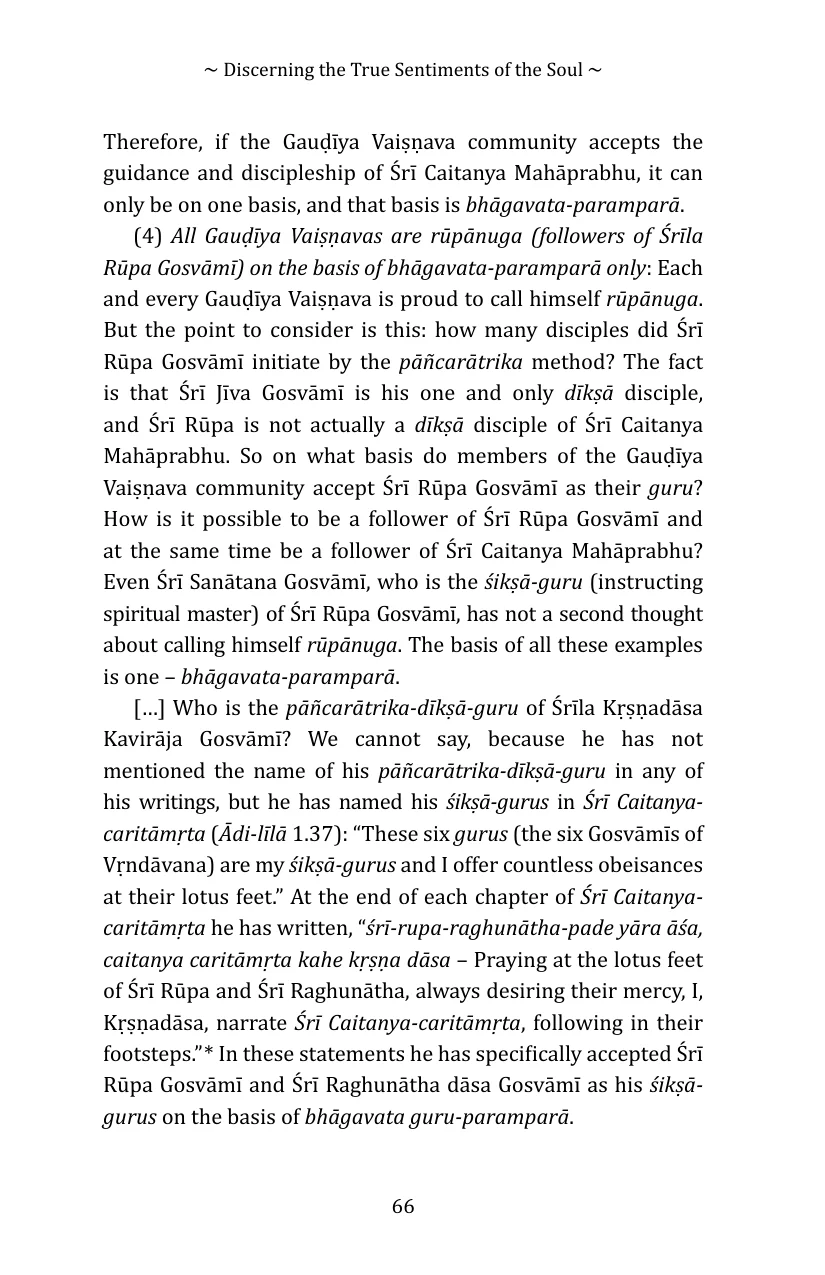 ~ Discerning the True Sentiments of the Soul ~
Therefore, if the Gauḍīya Vaiṣṇava community accepts the
guidance and discipleship of Śrī Caitanya Mahāprabhu, it can
only be on one basis, and that basis is bhāgavata-paramparā.
(4) All Gauḍīya Vaiṣṇavas are rūpānuga (followers of Śrīla
Rūpa Gosvāmī) on the basis of bhāgavata-paramparā only: Each
and every Gauḍīya Vaiṣṇava is proud to call himself rūpānuga.
But the point to consider is this: how many disciples did Śrī
Rūpa Gosvāmī initiate by the pāñcarātrika method? The fact
is that Śrī Jīva Gosvāmī is his one and only dīkṣā disciple,
and Śrī Rūpa is not actually a dīkṣā disciple of Śrī Caitanya
Mahāprabhu. So on what basis do members of the Gauḍīya
Vaiṣṇava community accept Śrī Rūpa Gosvāmī as their guru?
How is it possible to be a follower of Śrī Rūpa Gosvāmī and
at the same time be a follower of Śrī Caitanya Mahāprabhu?
Even Śrī Sanātana Gosvāmī, who is the śikṣā-guru (instructing
spiritual master) of Śrī Rūpa Gosvāmī, has not a second thought
about calling himself rūpānuga. The basis of all these examples
is one – bhāgavata-paramparā.
[…] Who is the pāñcarātrika-dīkṣā-guru of Śrīla Kṛṣṇadāsa
Kavirāja Gosvāmī? We cannot say, because he has not
mentioned the name of his pāñcarātrika-dīkṣā-guru in any of
his writings, but he has named his śikṣā-gurus in Śrī Caitanya-
caritāmṛta (Ādi-līlā 1.37): “These six gurus (the six Gosvāmīs of
Vṛndāvana) are my śikṣā-gurus and I offer countless obeisances
at their lotus feet.” At the end of each chapter of Śrī Caitanya-
caritāmṛta he has written, “śrī-rupa-raghunātha-pade yāra āśa,
caitanya caritāmṛta kahe kṛṣṇa dāsa – Praying at the lotus feet
of Śrī Rūpa and Śrī Raghunātha, always desiring their mercy, I,
Kṛṣṇadāsa, narrate Śrī Caitanya-caritāmṛta, following in their
footsteps.”* In these statements he has specifically accepted Śrī
Rūpa Gosvāmī and Śrī Raghunātha dāsa Gosvāmī as his śikṣā-
gurus on the basis of bhāgavata guru-paramparā.
66